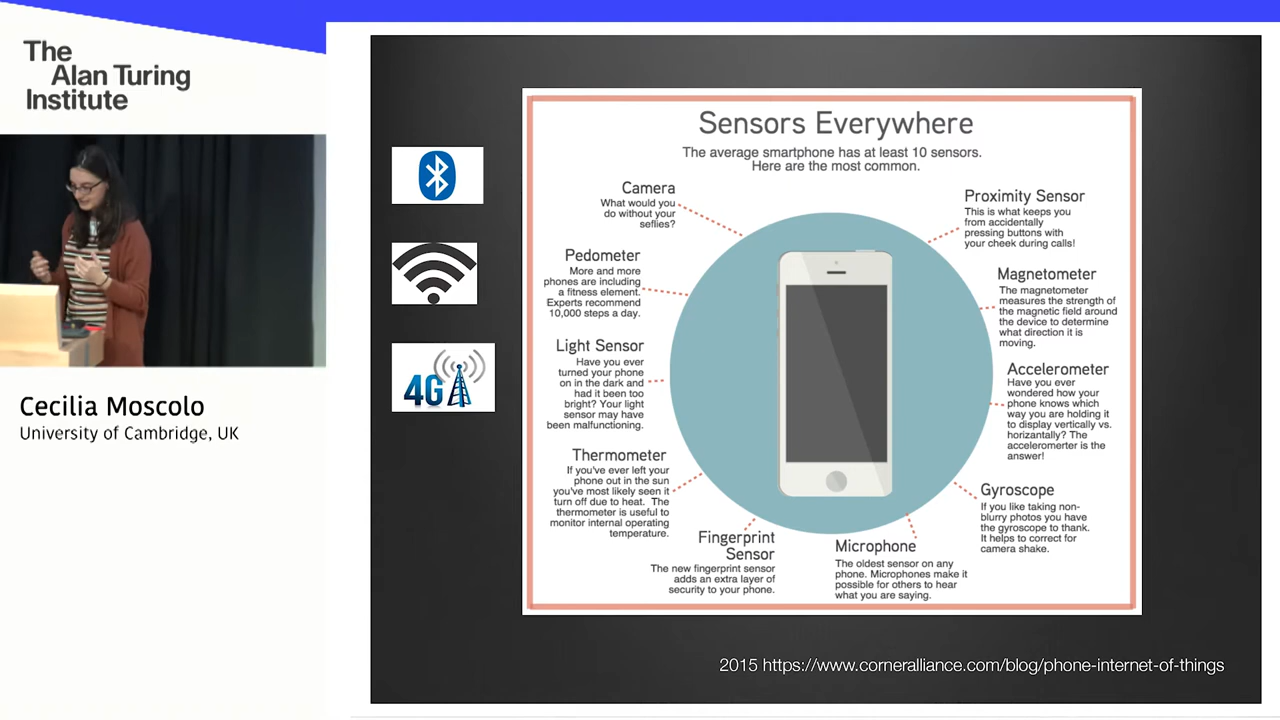 The
Alan Turing
Institute
Cecilia Moscolo
University of Cambridge, UK
4G
Sensors Everywhere
The average smartphone has at least 10 sensors.
Here are the most common.
Camera
What would you
do without your
seflies?
Pedometer
More and more
phones are including
a fitness element.
Experts recommend
10,000 steps a day.
Light Sensor
Have you ever
turned your phone
on in the dark and
had it been too
bright? Your light
sensor may have
been malfunctioning.
Thermometer
If you've ever left your
phone out in the sun
you've most likely seen it
turn off due to heat. The
thermometer is useful to
monitor internal operating
temperature.
Fingerprint
Sensor
The new fingerprint sensor
adds an extra layer of
security to your phone.
Microphone
The oldest sensor on any
phone. Microphones make it
possible for others to hear
what you are saying.
Proximity Sensor
This is what keeps you
from accidentally
pressing buttons with
your cheek during calls!
Magnetometer
The magnetometer
measures the strength of
the magnetic field around
the device to determine
what direction it is
moving.
Accelerometer
Have you ever
wondered how your
phone knows which
way you are holding it
to display vertically vs.
horizantally? The
accelerormerter is the
answer!
Gyroscope
If you like taking non-
blurry photos you have
the gyroscope to thank.
It helps to correct for
camera shake.
2015 https://www.corneralliance.com/blog/phone-internet-of-things